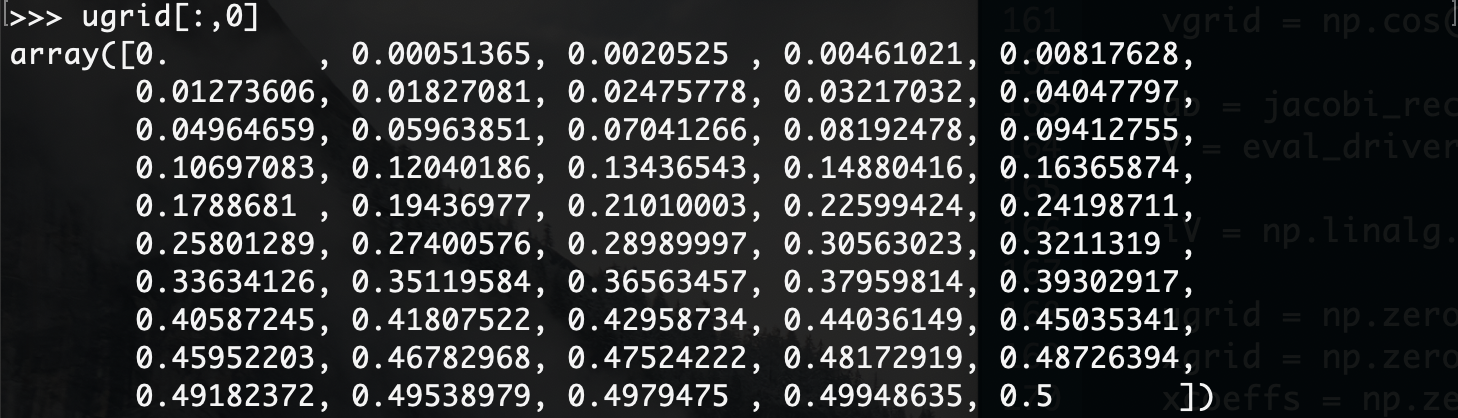 >>> ugrid[:,0]
array([0.        , 0.00051365, 0.0020525 , 0.00461021, 0.00817628,
       0.01273606, 0.01827081, 0.02475778, 0.03217032, 0.04047797,
       0.04964659, 0.05963851, 0.07041266, 0.08192478, 0.09412755,
       0.10697083, 0.12040186, 0.13436543, 0.14880416, 0.16365874,
       0.1788681 , 0.19436977, 0.21010003, 0.22599424, 0.24198711,
       0.25801289, 0.27400576, 0.28989997, 0.30563023, 0.3211319 ,
       0.33634126, 0.35119584, 0.36563457, 0.37959814, 0.39302917,
       0.40587245, 0.41807522, 0.42958734, 0.44036149, 0.45035341,
       0.45952203, 0.46782968, 0.47524222, 0.48172919, 0.48726394,
       0.49182372, 0.49538979, 0.4979475 , 0.49948635, 0.5       ])
161 vgrid = np.cos(
jacobi_rec
= eval_driver
iV = np.linalg.
grid = np.zero
grid = np.zero
effs = np.ze